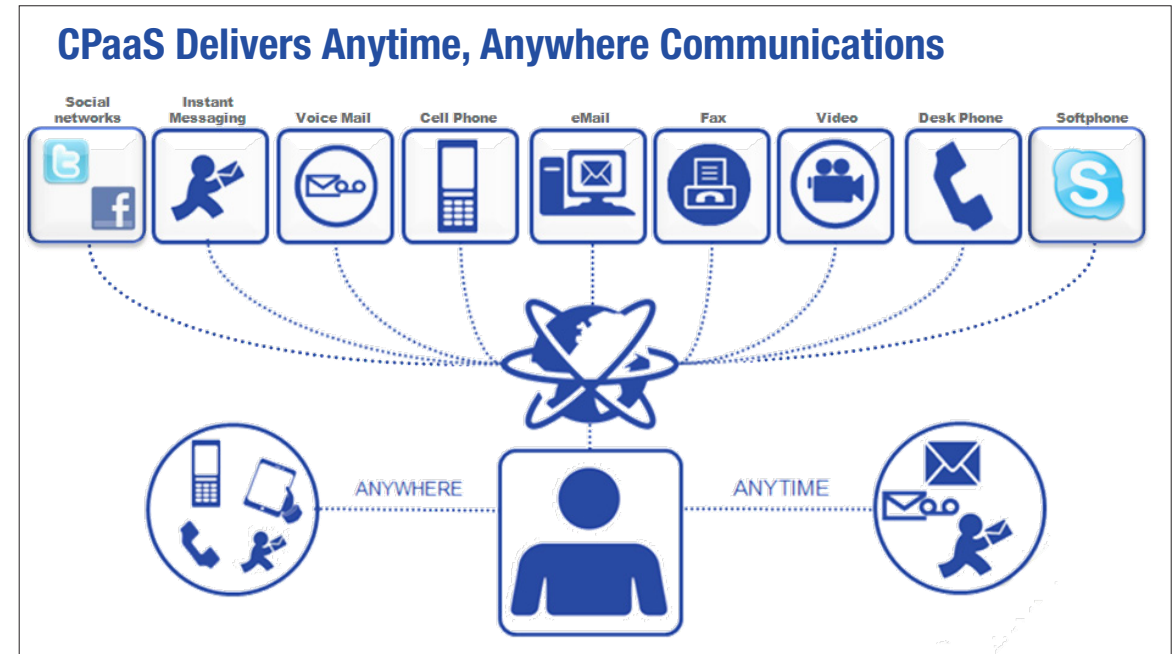 CPaaS Delivers Anytime, Anywhere Communications
Social
networks
Instant
Messaging
Voice Mail
Cell Phone
eMail
Fax
Video
Desk Phone
Softphone
t
f
S
ANYWHERE
ANYTIME